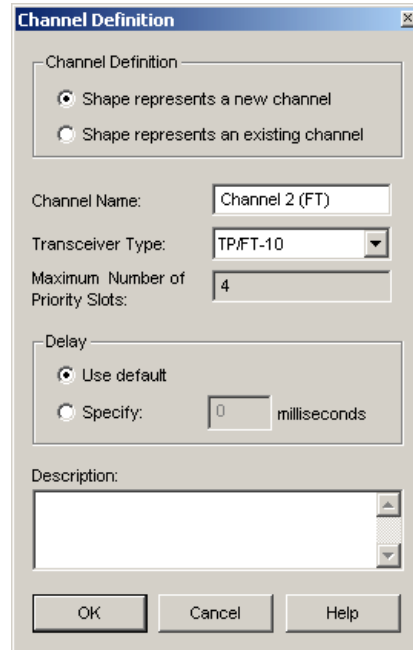 Channel Definition
Channel Definition
Shape represents a new channel
Shape represents an existing channel
Channel Name: Channel 2 (FT)
Transceiver Type: TP/FT-10
Maximum Number of
Priority Slots: 4
Delay
Use default
Specify: 0 milliseconds
Description:
OK Cancel Help